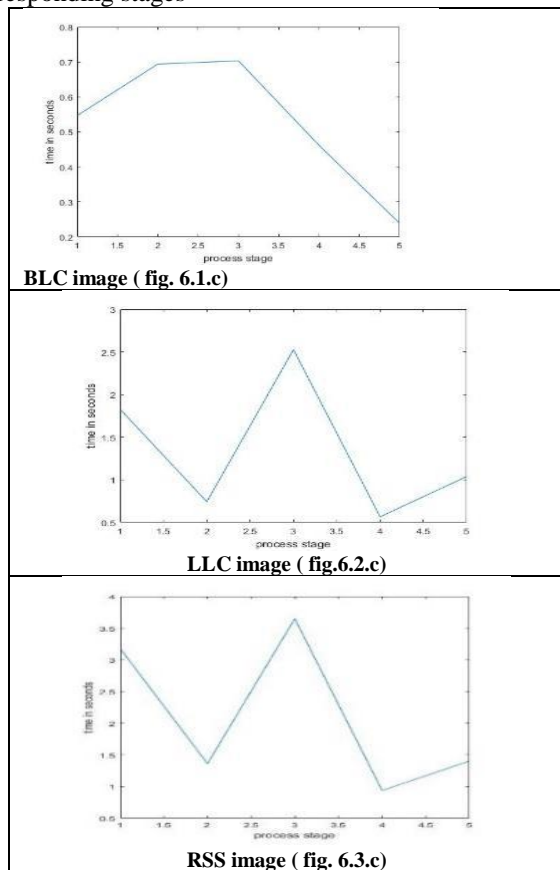 responding stages
0.8
0.7
0.6
0.5
0.4
0.3
0.2
time in seconds
1 1.5 2 2.5 3 3.5 4 4.5 5
process stage
BLC image ( fig. 6.1.c)
3
2.5
2
1.5
1
0.5
time in seconds
1 1.5 2 2.5 3 3.5 4 4.5 5
process stage
LLC image ( fig.6.2.c)
4
3.5
3
2.5
2
1.5
1
0.5
time in seconds
1 1.5 2 2.5 3 3.5 4 4.5 5
process stage
RSS image ( fig. 6.3.c)